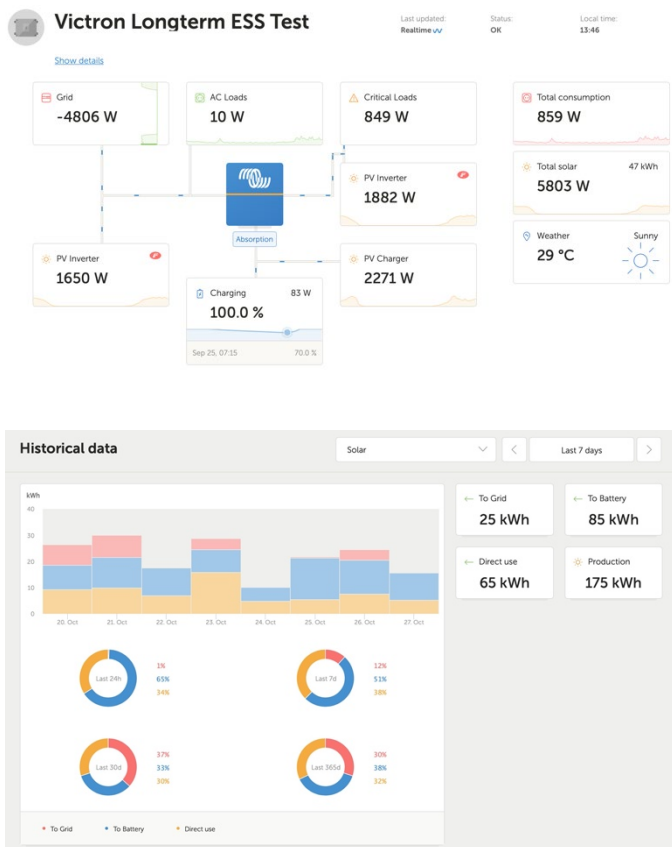 Victron Longterm ESS Test
Last updated:
Realtime
Status:
OK
Local time:
13:46
Show details
Grid
-4806 W
AC Loads
10 W
Critical Loads
849 W
Total consumption
859 W
PV Inverter
1882 W
Total solar
47 kWh
5803 W
Absorption
Weather
Sunny
29 °C
PV Inverter
1650 W
PV Charger
2271 W
Charging
83 W
100.0 %
Sep 25, 07:15
70.0 %
Historical data
Solar
Last 7 days
kWh
40
30
20
10
0
20. Oct
21. Oct
22. Oct
23. Oct
24. Oct
25. Oct
26. Oct
27. Oct
To Grid
25 kWh
To Battery
85 kWh
Direct use
65 kWh
Production
175 kWh
Last 24h
1%
65%
34%
Last 7d
12%
51%
38%
Last 30d
37%
33%
30%
Last 365d
30%
38%
32%
To Grid
To Battery
Direct use